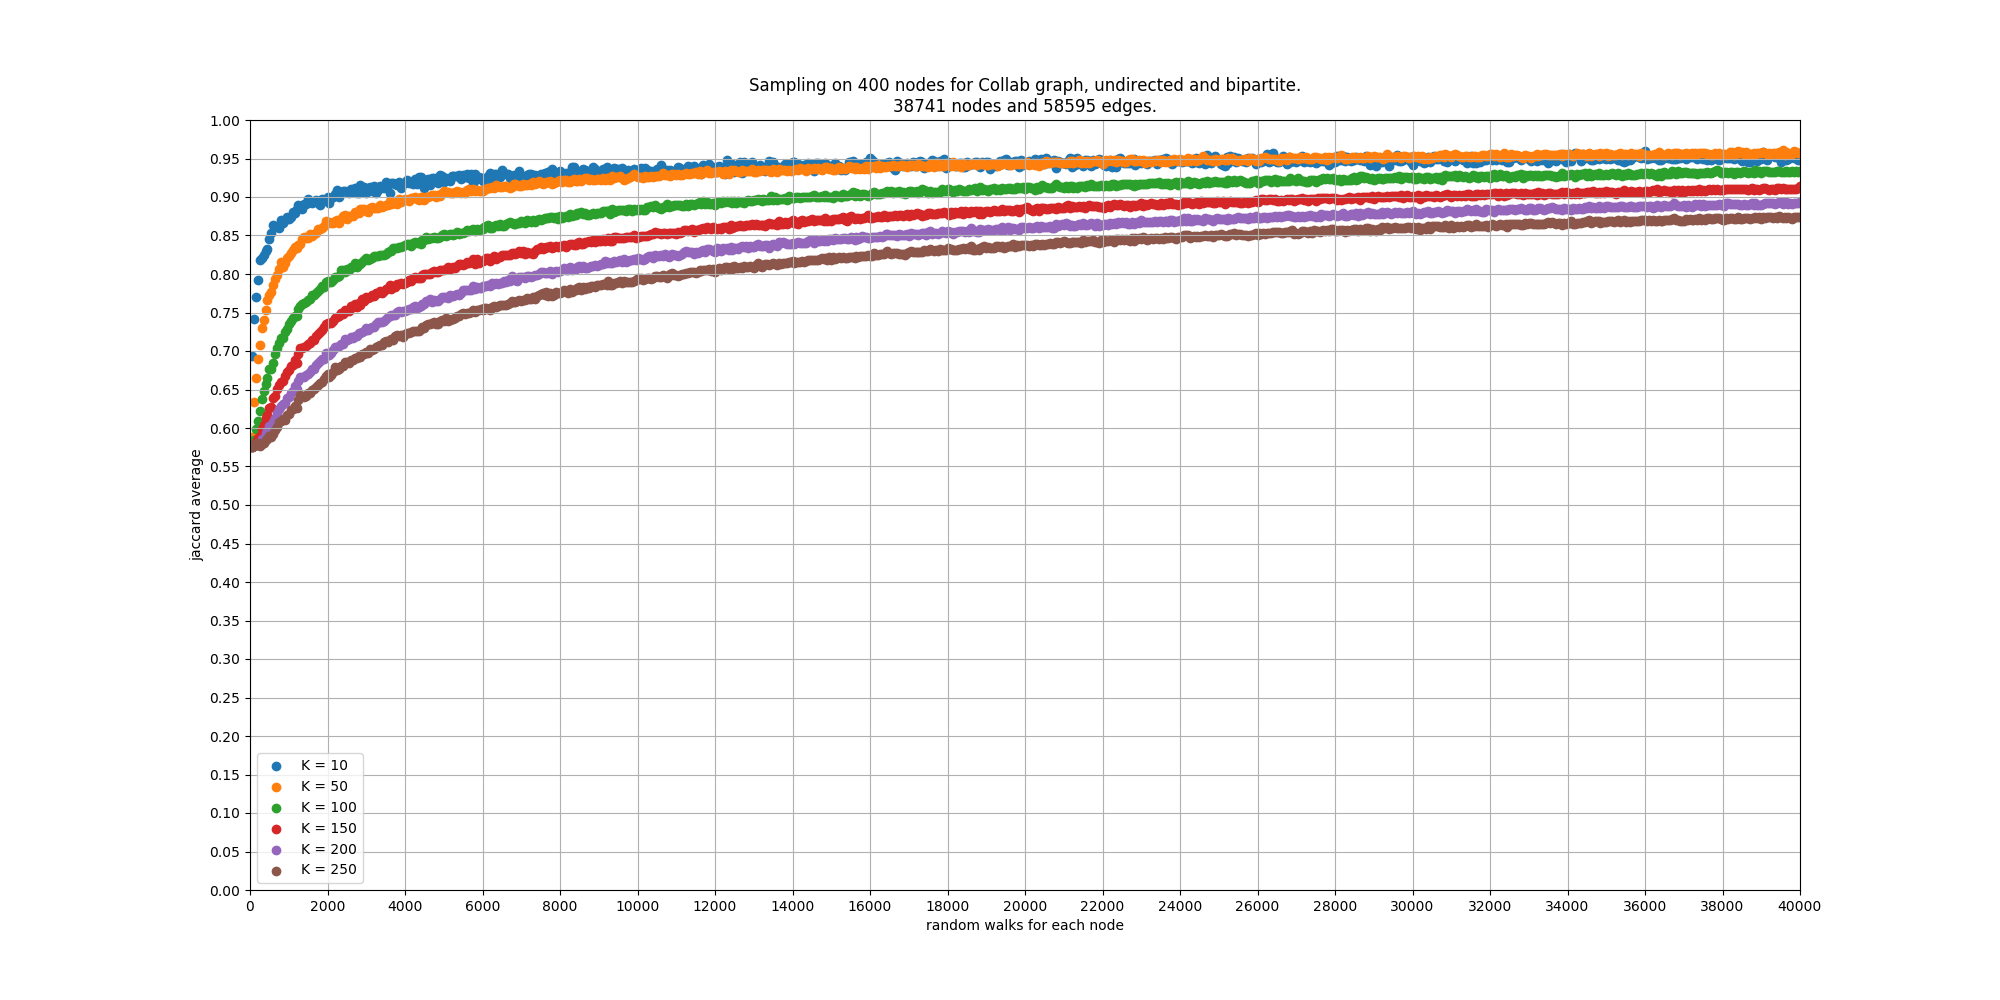 Sampling on 400 nodes for Collab graph, undirected and bipartite.
38741 nodes and 58595 edges.
1.00
0.95
0.90
0.85
0.80
0.75
0.70
0.65
0.60
0.55
0.50
0.45
0.40
0.35
0.30
0.25
0.20
0.15
0.10
0.05
0.00
jaccard average
K = 10
K = 50
K = 100
K = 150
K = 200
K = 250
0 2000 4000 6000 8000 10000 12000 14000 16000 18000 20000 22000 24000 26000 28000 30000 32000 34000 36000 38000 40000
random walks for each node